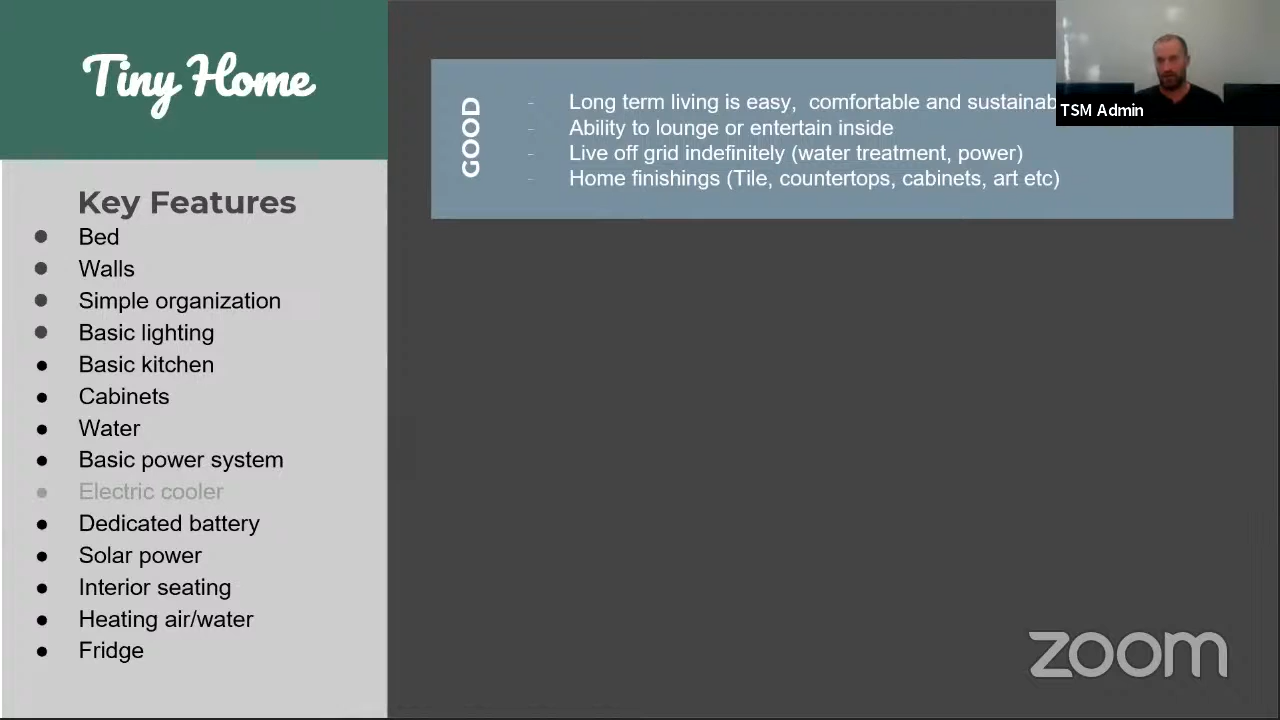 Tiny Home
Key Features
Bed
Walls
Simple organization
Basic lighting
Basic kitchen
Cabinets
Water
Basic power system
Electric cooler
Dedicated battery
Solar power
Interior seating
Heating air/water
Fridge
GOOD
- Long term living is easy, comfortable and sustainab
- Ability to lounge or entertain inside
- Live off grid indefinitely (water treatment, power)
- Home finishings (Tile, countertops, cabinets, art etc)
TSM Admin
zoom